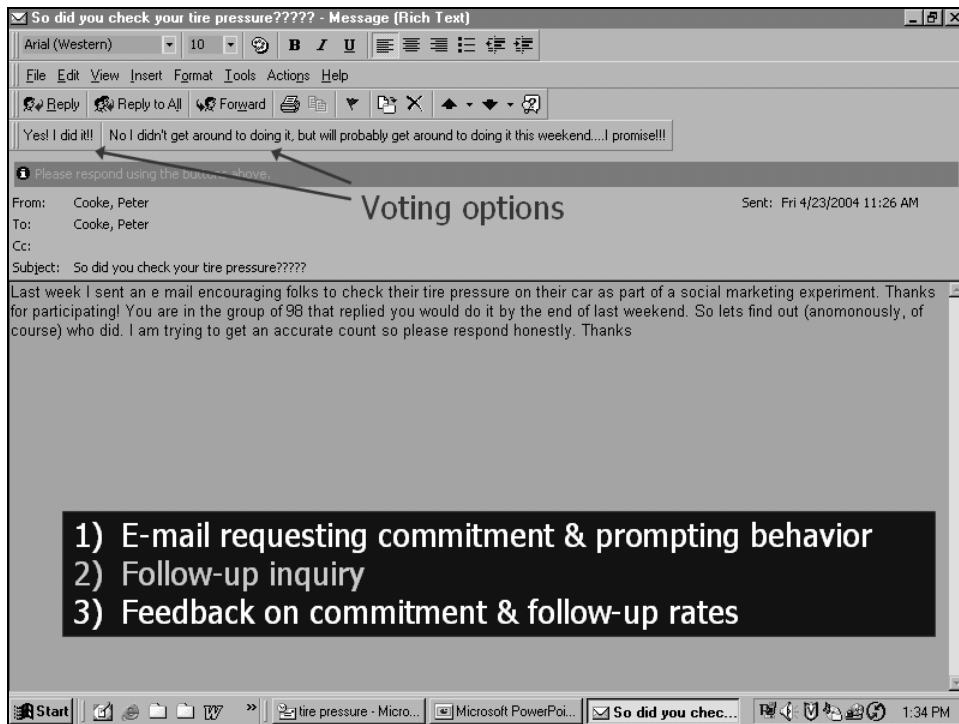 So did you check your tire pressure????? - Message (Rich Text)
Arial (Western) 10 B I U
File Edit View Insert Format Tools Actions Help
Reply Reply to All Forward
Yes! I did it!! No I didn't get around to doing it, but will probably get around to doing it this weekend....I promise!!!
Please respond using the buttons above.
Voting options
From: Cooke, Peter Sent: Fri 4/23/2004 11:26 AM
To: Cooke, Peter
Cc:
Subject: So did you check your tire pressure?????
Last week I sent an e mail encouraging folks to check their tire pressure on their car as part of a social marketing experiment. Thanks
for participating! You are in the group of 98 that replied you would do it by the end of last weekend. So lets find out (anomonously, of
course) who did. I am trying to get an accurate count so please respond honestly. Thanks
1) E-mail requesting commitment & prompting behavior
2) Follow-up inquiry
3) Feedback on commitment & follow-up rates
Start » tire pressure - Micro... Microsoft PowerPoi... So did you chec... 1:34 PM